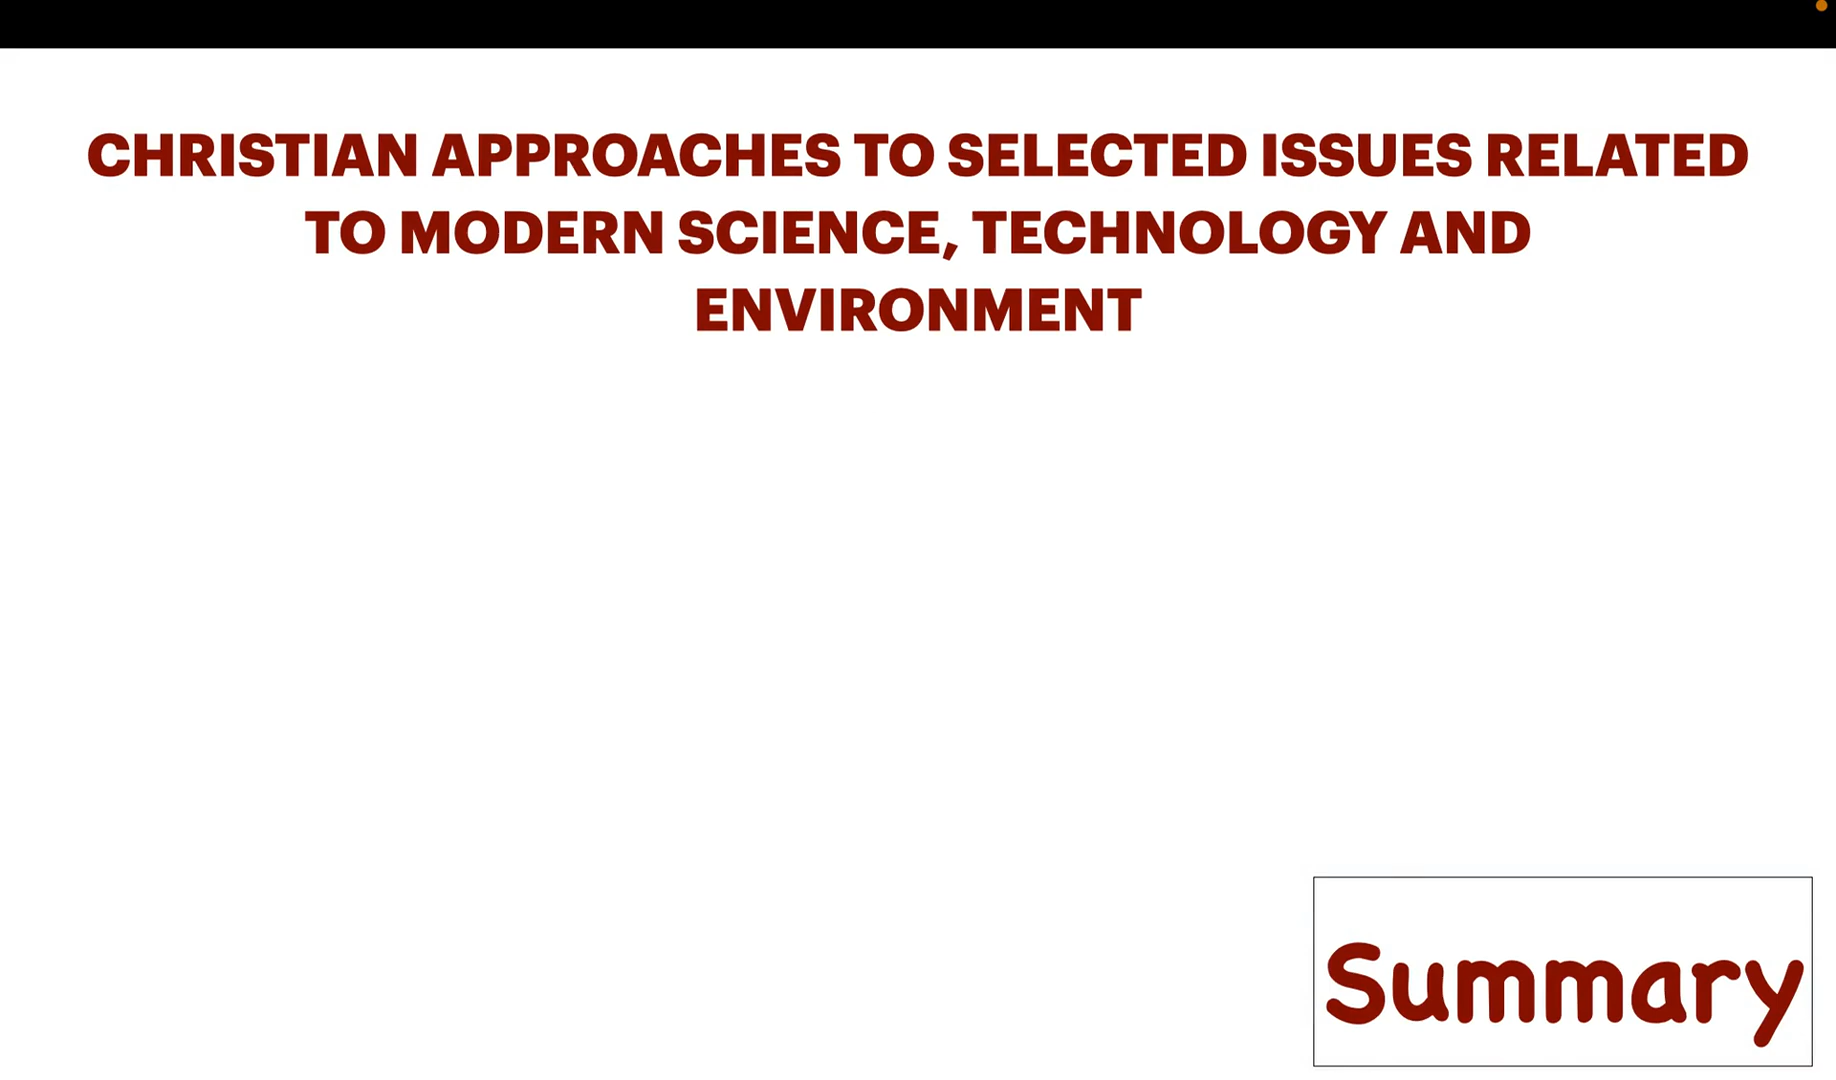 CHRISTIAN APPROACHES TO SELECTED ISSUES RELATED
TO MODERN SCIENCE, TECHNOLOGY AND
ENVIRONMENT
Summary